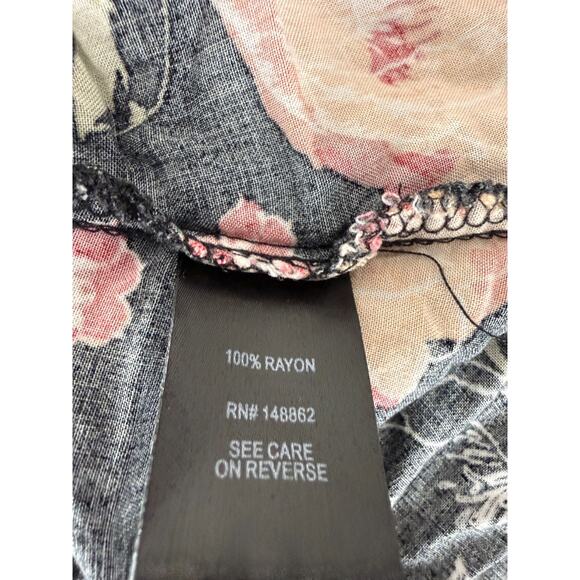 100% RAYON
RN# 148862
SEE CARE
ON REVERSE